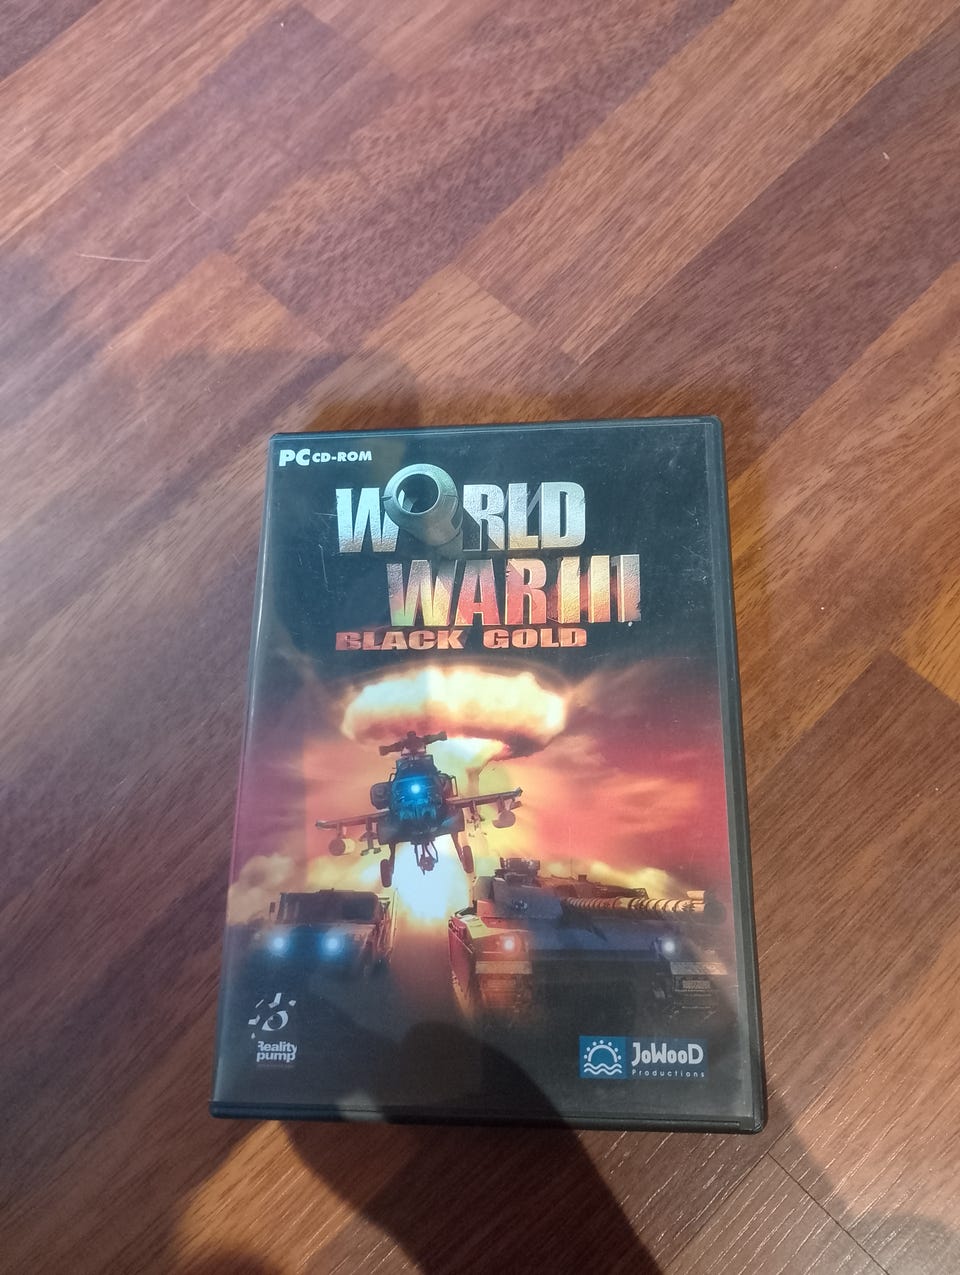 PC CD-ROM
WORLD
WAR III
BLACK GOLD
Reality
pump
JoWooD
Productions